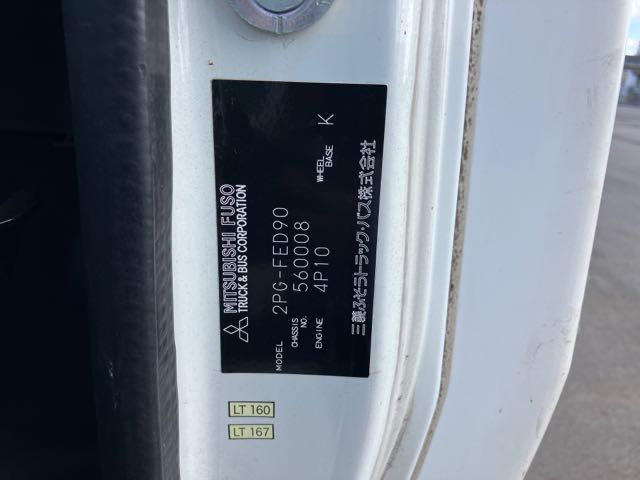 MITSUBISHI FUSO
TRUCK & BUS CORPORATION
MODEL 2PG-FED90
CHASSIS NO. 560008
ENGINE 4P10 WHEEL BASE K
三菱ふそうトラック・バス株式会社
LT 160
LT 167